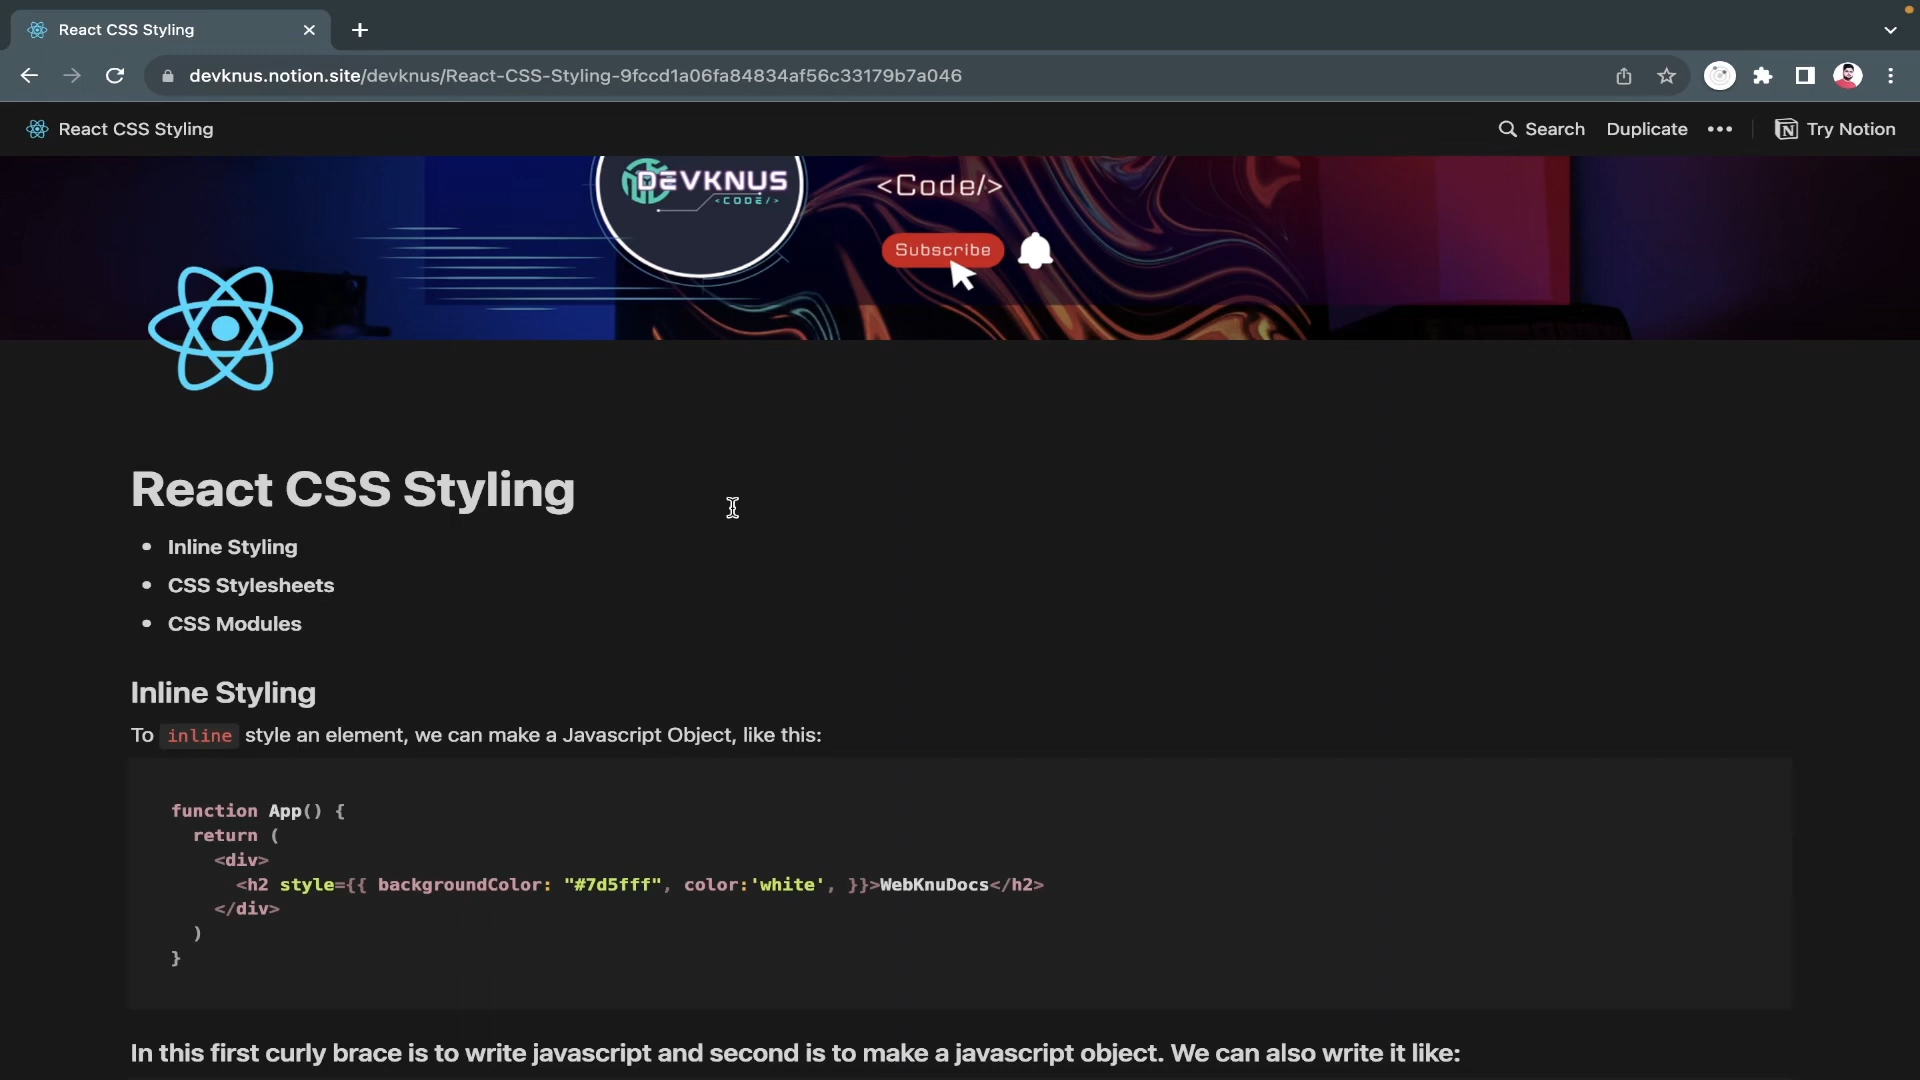 React CSS Styling
devknus.notion.site/devknus/React-CSS-Styling-9fccd1a06fa84834af56c33179b7a046
React CSS Styling
Search Duplicate Try Notion
DEVKNUS
<CODE/>
<Code/>
Subscribe
React CSS Styling
• Inline Styling
• CSS Stylesheets
• CSS Modules
Inline Styling
To inline style an element, we can make a Javascript Object, like this:
function App() {
return (
<div>
<h2 style={{ backgroundColor: "#7d5fff", color:'white', }}>WebKnuDocs</h2>
</div>
)
}
In this first curly brace is to write javascript and second is to make a javascript object. We can also write it like: